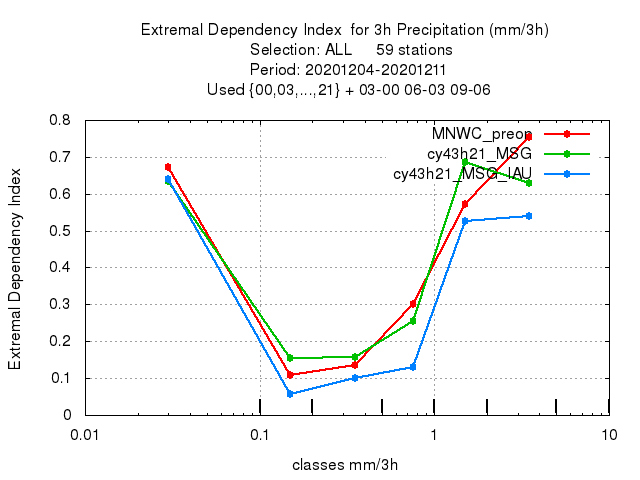 Extremal Dependency Index  for 3h Precipitation (mm/3h)
Selection: ALL     59 stations
Period: 20201204-20201211
Used {00,03,...,21} + 03-00 06-03 09-06
MNWC_preop
cy43h21_MSG
cy43h21_MSG_IAU
Extremal Dependency Index
0.8
0.7
0.6
0.5
0.4
0.3
0.2
0.1
0
0.01 0.1 1 10
classes mm/3h